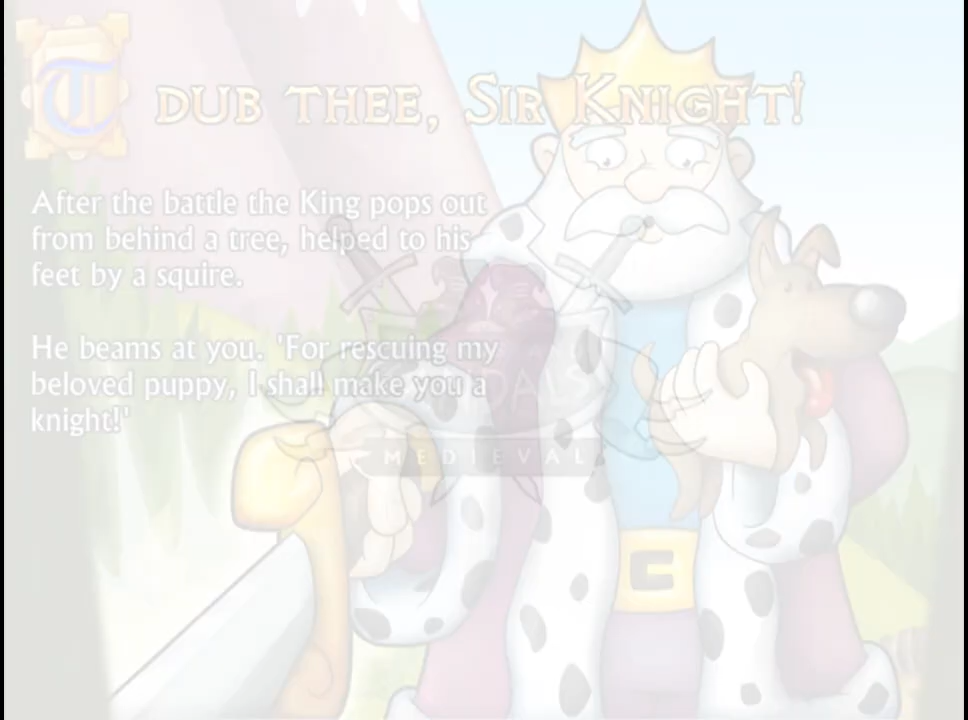 I DUB THEE, SIR KNIGHT!
After the battle the King pops out
from behind a tree, helped to his
feet by a squire.
He beams at you. 'For rescuing my
beloved puppy, I shall make you a
knight!'
MEDIEVAL